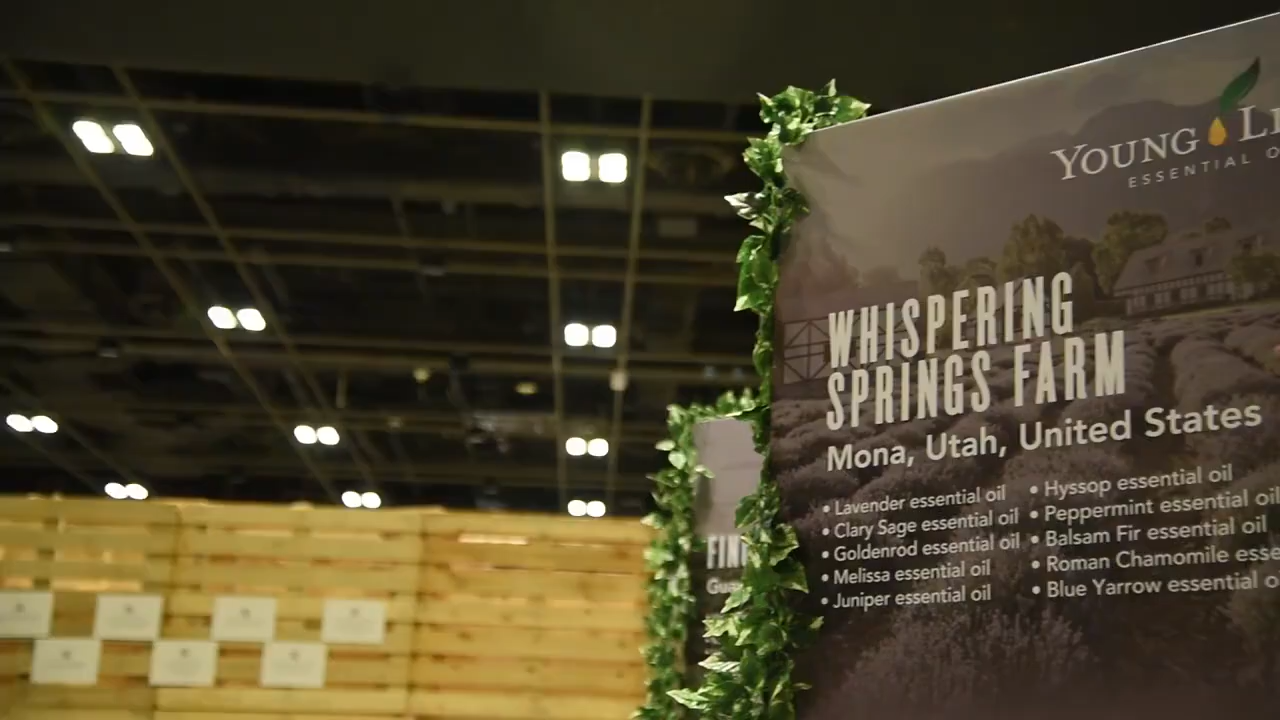 YOUNG
ESSENTIAL
WHISPERING
SPRINGS FARM
Mona, Utah, United States
• Lavender essential oil
• Clary Sage essential oil
• Goldenrod essential oil
• Melissa essential oil
• Juniper essential oil
• Hyssop essential oil
• Peppermint essential oil
• Balsam Fir essential oil
• Roman Chamomile esse
• Blue Yarrow essential o